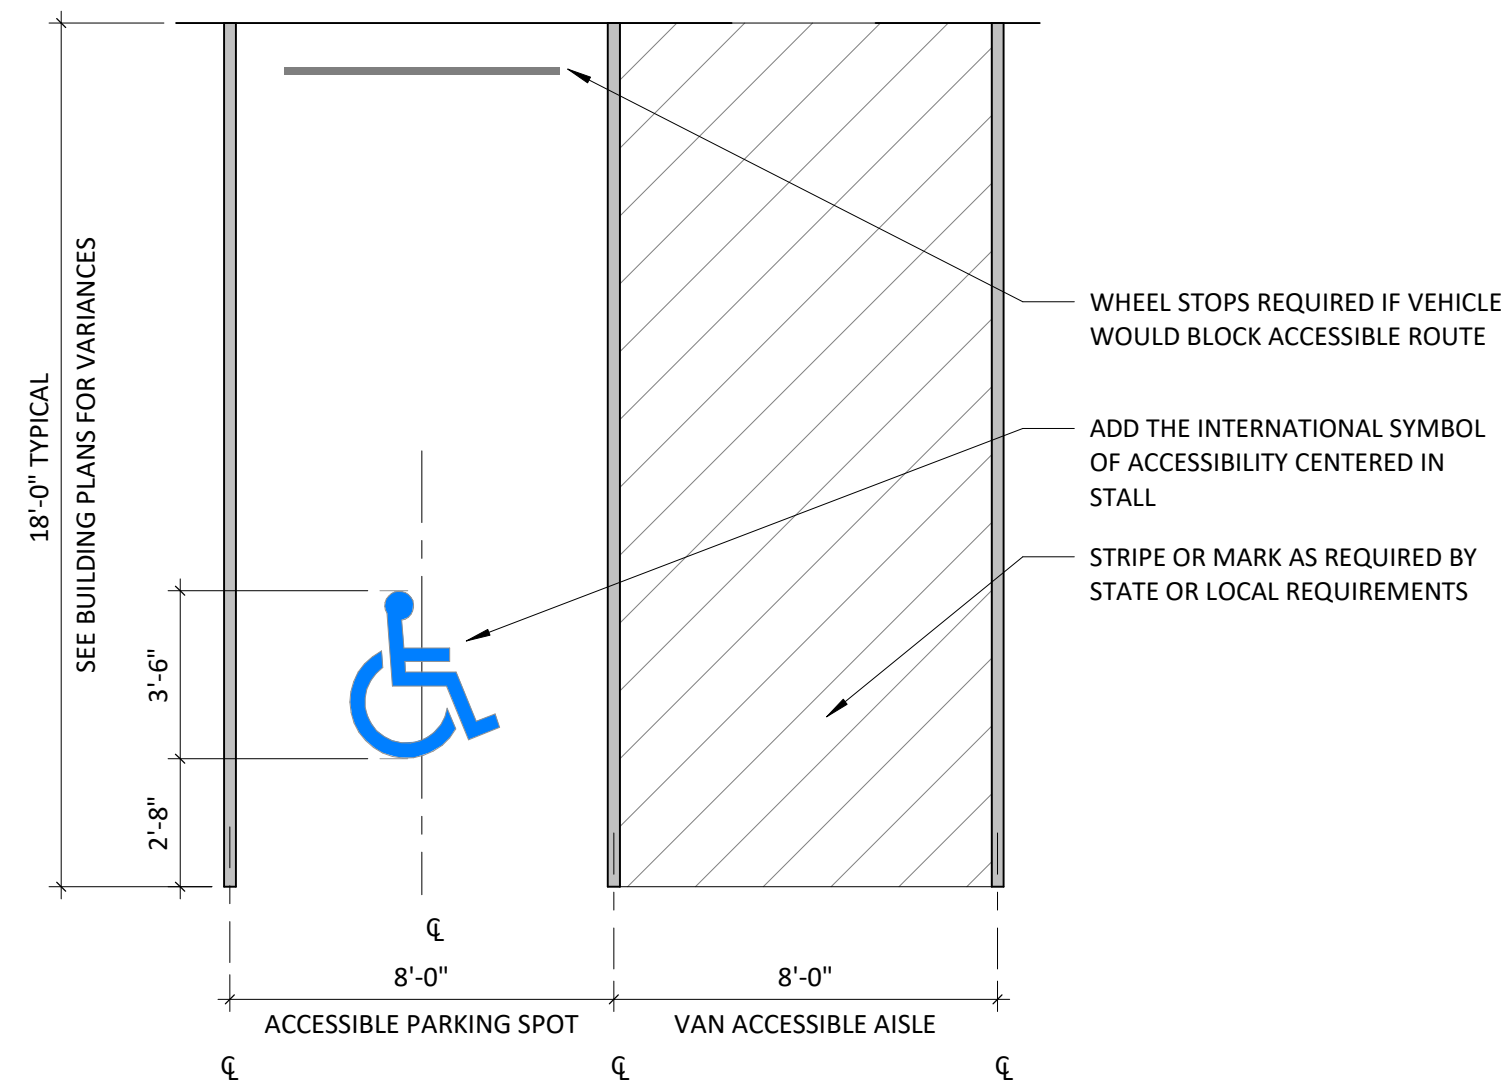 18'-0" TYPICAL
SEE BUILDING PLANS FOR VARIANCES
3'-6"
2'-8"
WHEEL STOPS REQUIRED IF VEHICLE
WOULD BLOCK ACCESSIBLE ROUTE
ADD THE INTERNATIONAL SYMBOL
OF ACCESSIBILITY CENTERED IN
STALL
STRIPE OR MARK AS REQUIRED BY
STATE OR LOCAL REQUIREMENTS
℄
8'-0"
8'-0"
ACCESSIBLE PARKING SPOT
VAN ACCESSIBLE AISLE
℄
℄
℄